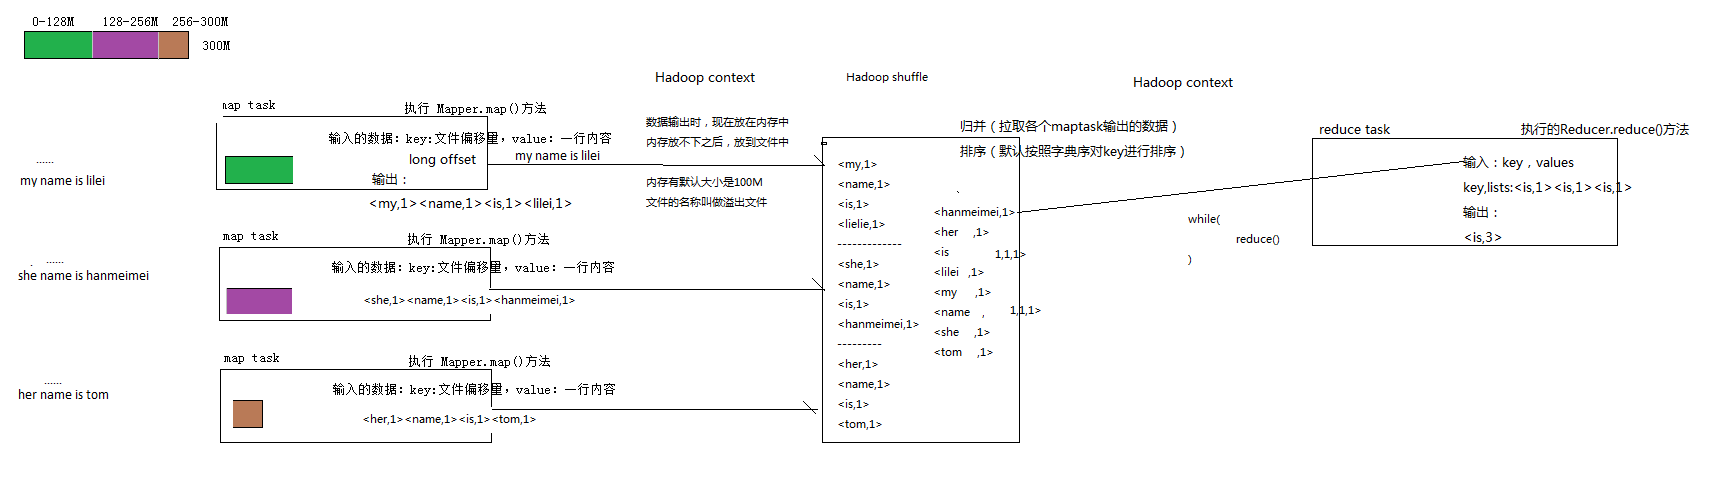 0-128M
128-256M
256-300M
300M
Hadoop context
Hadoop shuffle
Hadoop context
map task
执行 Mapper.map()方法
输入的数据：key:文件偏移量，value：一行内容
long offset
输出：
<my,1><name,1><is,1><lilei,1>
......
my name is lilei
my name is lilei
数据输出时，现在放在内存中
内存放不下之后，放到文件中
内存有默认大小是100M
文件的名称叫做溢出文件
map task
执行 Mapper.map()方法
输入的数据：key:文件偏移量，value：一行内容
<she,1><name,1><is,1><hanmeimei,1>
. ......
she name is hanmeimei
map task
执行 Mapper.map()方法
输入的数据：key:文件偏移量，value：一行内容
<her,1><name,1><is,1><tom,1>
......
her name is tom
归并（拉取各个maptask输出的数据）
排序（默认按照字典序对key进行排序）
<my,1>
<name,1>
<is,1>
<lielie,1>
-------------
<she,1>
<name,1>
<is,1>
<hanmeimei,1>
---------
<her,1>
<name,1>
<is,1>
<tom,1>
、
<hanmeimei,1>
<her ,1>
<is 1,1,1>
<lilei ,1>
<my ,1>
<name , 1,1,1>
<she ,1>
<tom ,1>
while(
reduce()
)
reduce task
执行的Reducer.reduce()方法
输入：key，values
key,lists:<is,1><is,1><is,1>
输出：
<is,3>